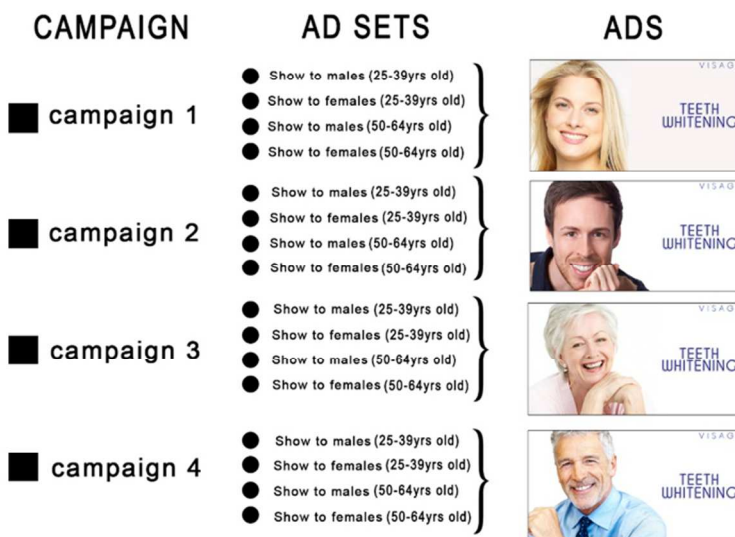 CAMPAIGN
AD SETS
ADS
campaign 1
Show to males (25-39yrs old)
Show to females (25-39yrs old)
Show to males (50-64yrs old)
Show to females (50-64yrs old)
VISAG
TEETH
WHITENING
campaign 2
Show to males (25-39yrs old)
Show to females (25-39yrs old)
Show to males (50-64yrs old)
Show to females (50-64yrs old)
VISAG
TEETH
WHITENING
campaign 3
Show to males (25-39yrs old)
Show to females (25-39yrs old)
Show to males (50-64yrs old)
Show to females (50-64yrs old)
VISAG
TEETH
WHITENING
campaign 4
Show to males (25-39yrs old)
Show to females (25-39yrs old)
Show to males (50-64yrs old)
Show to females (50-64yrs old)
VISAG
TEETH
WHITENING